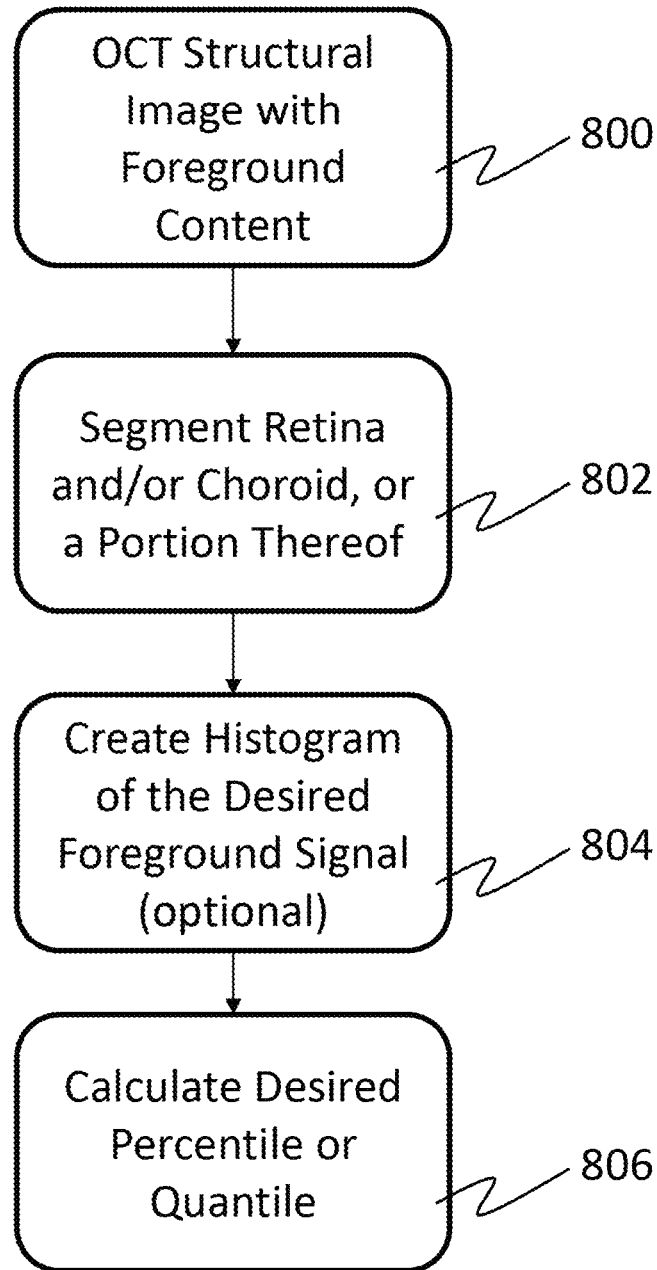 OCT Structural
Image with
Foreground
Content
800
Segment Retina
and/or Choroid, or
a Portion Thereof
802
Create Histogram
of the Desired
Foreground Signal
(optional)
804
Calculate Desired
Percentile or
Quantile
806